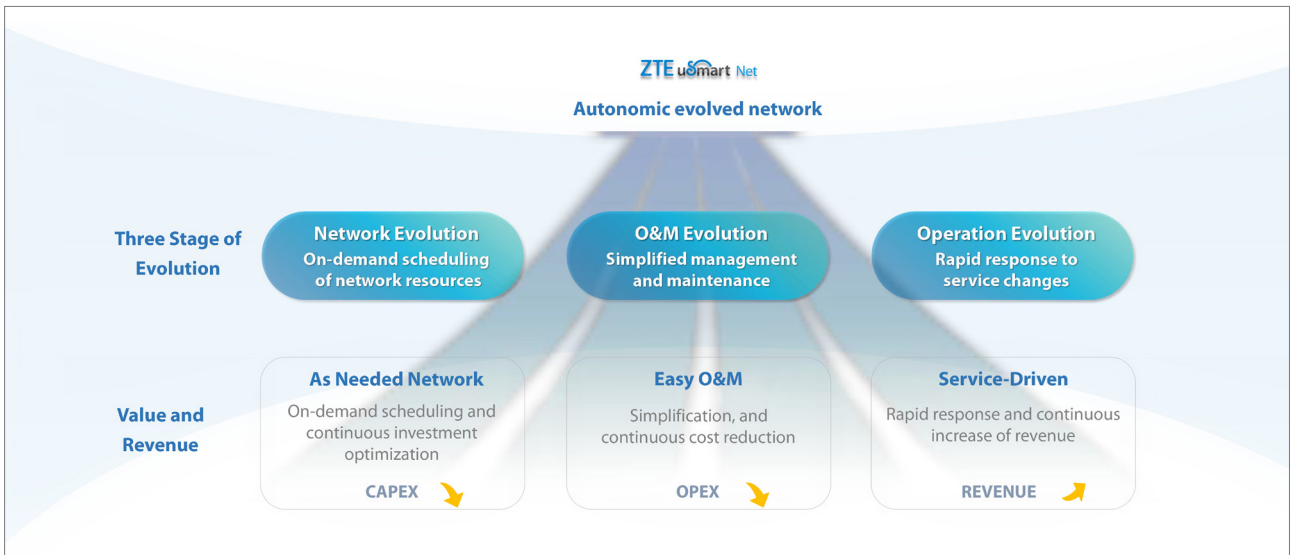 ZTE uSmart Net
Autonomic evolved network
Three Stage of
Evolution
Network Evolution
On-demand scheduling
of network resources
O&M Evolution
Simplified management
and maintenance
Operation Evolution
Rapid response to
service changes
Value and
Revenue
As Needed Network
On-demand scheduling and
continuous investment
optimization
CAPEX
Easy O&M
Simplification, and
continuous cost reduction
OPEX
Service-Driven
Rapid response and continuous
increase of revenue
REVENUE